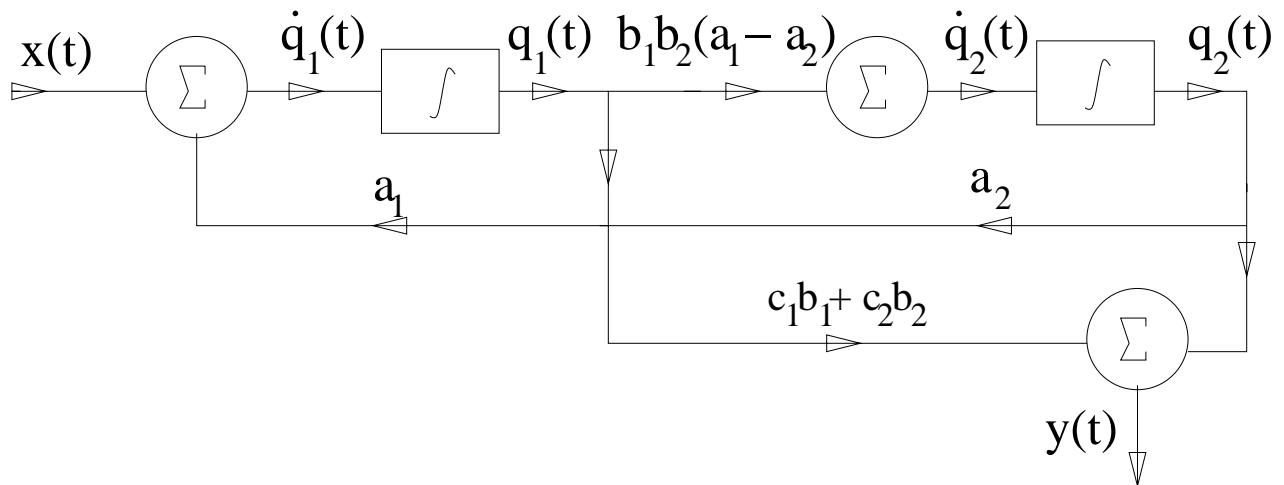 x(t)
Σ
q̇₁(t)
∫
q₁(t)
b₁b₂(a₁ − a₂)
Σ
q̇₂(t)
∫
q₂(t)
a₁
a₂
c₁b₁+ c₂b₂
Σ
y(t)